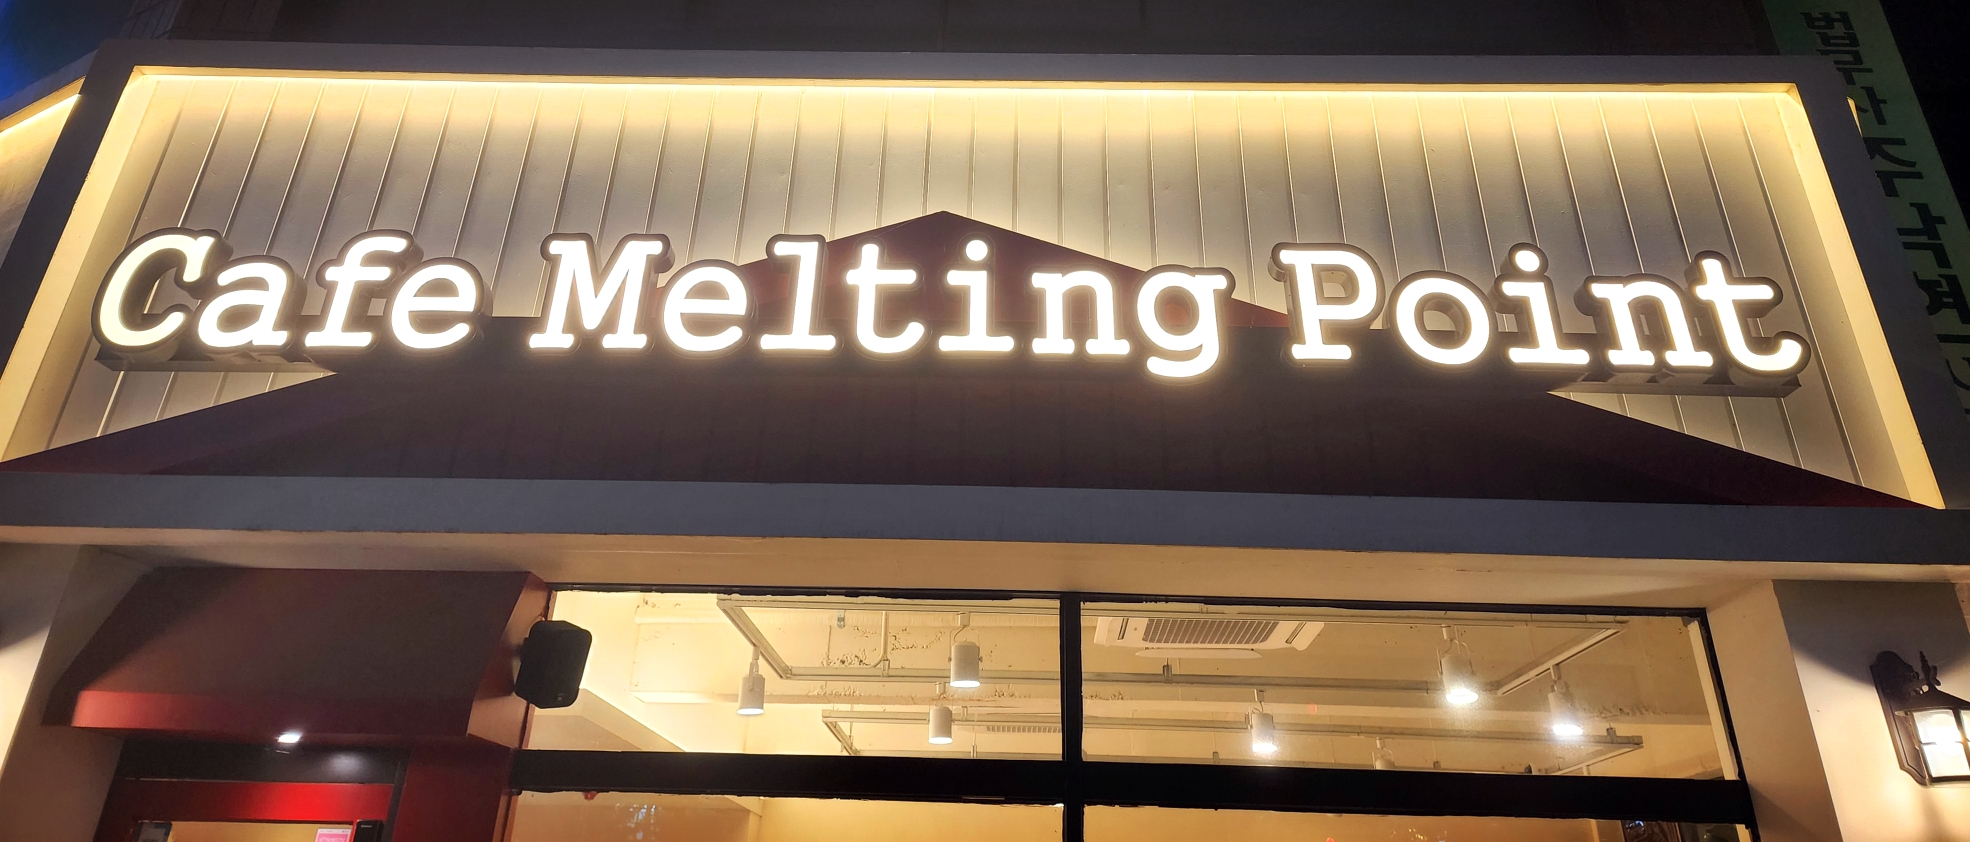 Cafe Melting Point